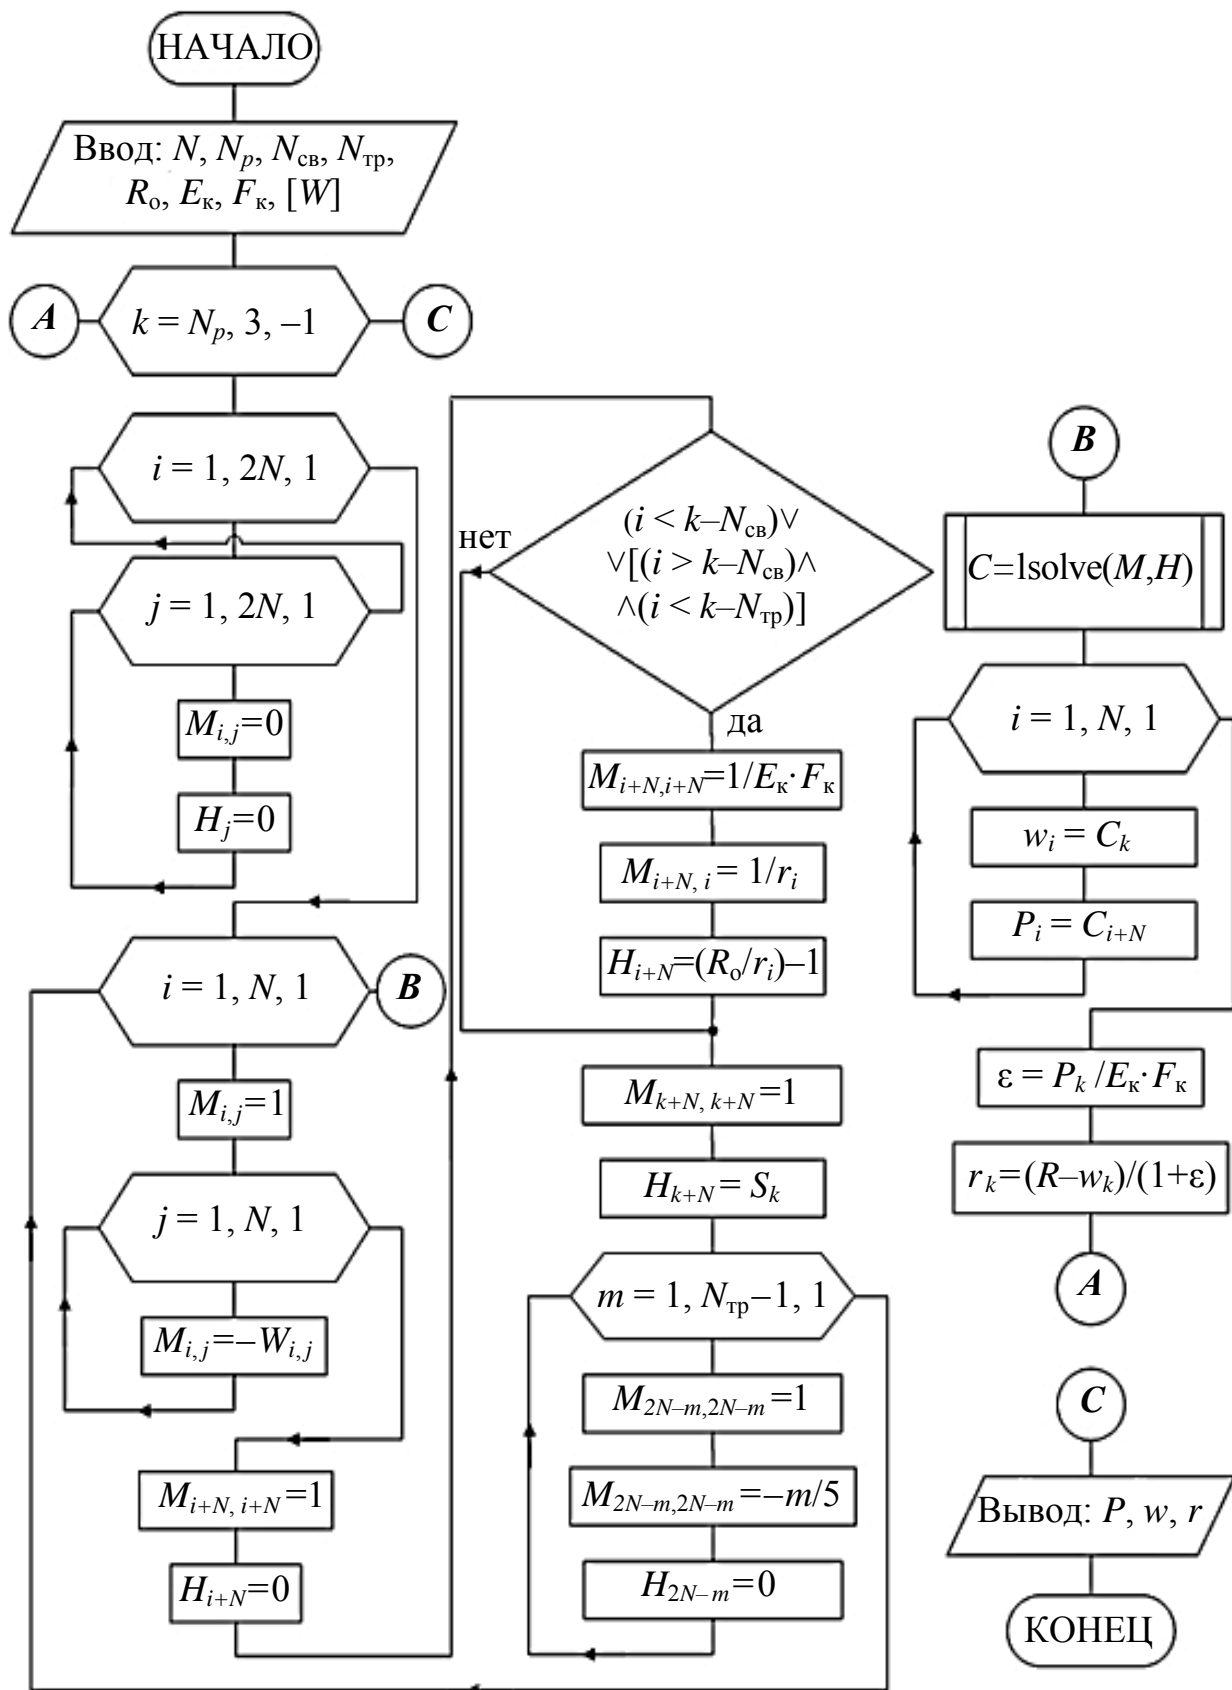 НАЧАЛО
Ввод: N, Nр, Nсв, Nтр,
Rо, Eк, Fк, [W]
A
k = Nр, 3, –1
C
i = 1, 2N, 1
j = 1, 2N, 1
Mi,j=0
Hj=0
i = 1, N, 1
B
Mi,j=1
j = 1, N, 1
Mi,j=–Wi,j
Mi+N, i+N=1
Hi+N=0
(i < k–Nсв)∨
∨[(i > k–Nсв)∧
∧(i < k–Nтр)]
нет
да
Mi+N,i+N=1/Eк·Fк
Mi+N, i = 1/ri
Hi+N=(Rо/ri)–1
Mk+N, k+N=1
Hk+N = Sk
m = 1, Nтр–1, 1
M2N–m,2N–m=1
M2N–m,2N–m=–m/5
H2N–m=0
B
C=lsolve(M,H)
i = 1, N, 1
wi = Ck
Pi = Ci+N
ε = Pk /Eк·Fк
rk=(R–wk)/(1+ε)
A
C
Вывод: P, w, r
КОНЕЦ